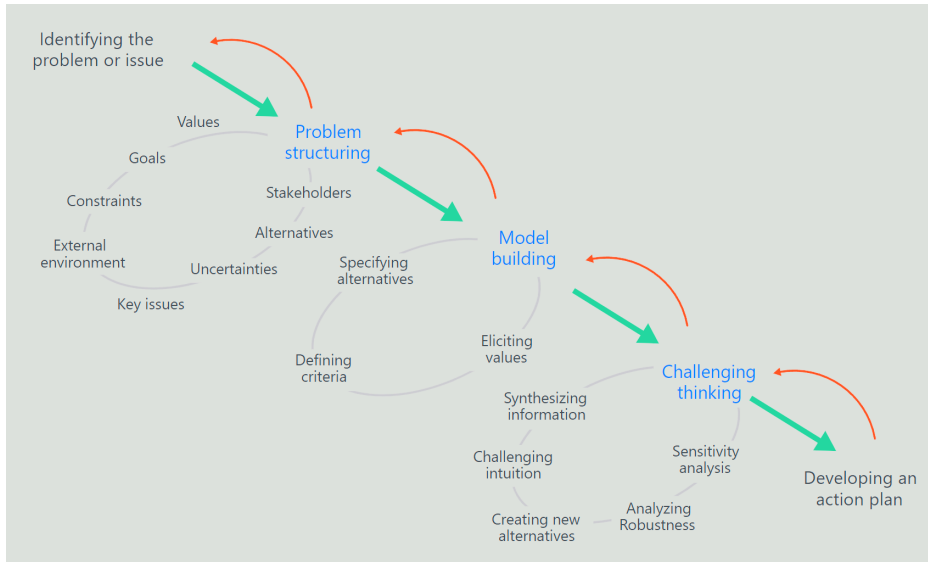 Identifying the
problem or issue
Values
Problem
structuring
Goals
Stakeholders
Constraints
Alternatives
External
environment
Uncertainties
Key issues
Model
building
Specifying
alternatives
Eliciting
values
Defining
criteria
Challenging
thinking
Synthesizing
information
Sensitivity
analysis
Challenging
intuition
Analyzing
Robustness
Creating new
alternatives
Developing an
action plan